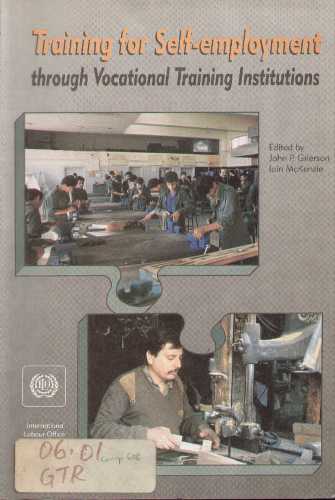 Training for Self-employment
through Vocational Training Institutions
Edited by
John P. Grierson
Iain McKenzie
International
Labour Office
06.01
GTR